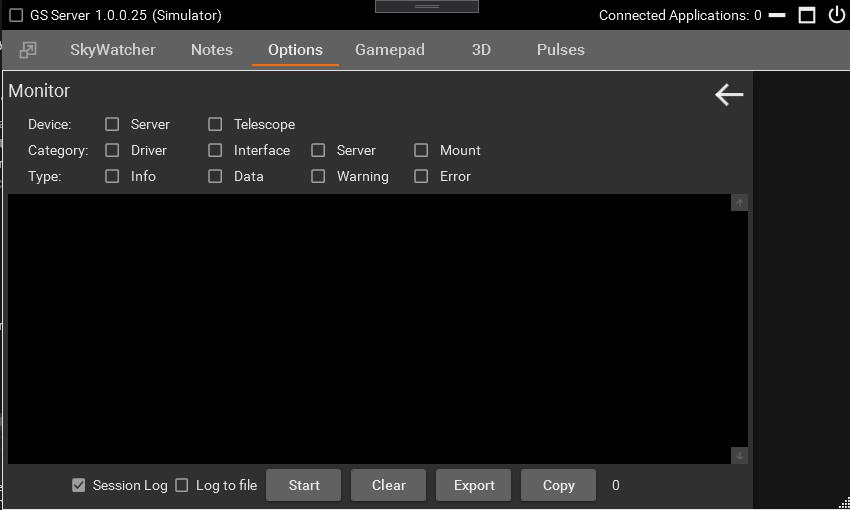 GS Server 1.0.0.25 (Simulator) Connected Applications: 0
SkyWatcher Notes Options Gamepad 3D Pulses
Monitor
Device: Server Telescope
Category: Driver Interface Server Mount
Type: Info Data Warning Error
Session Log Log to file Start Clear Export Copy 0